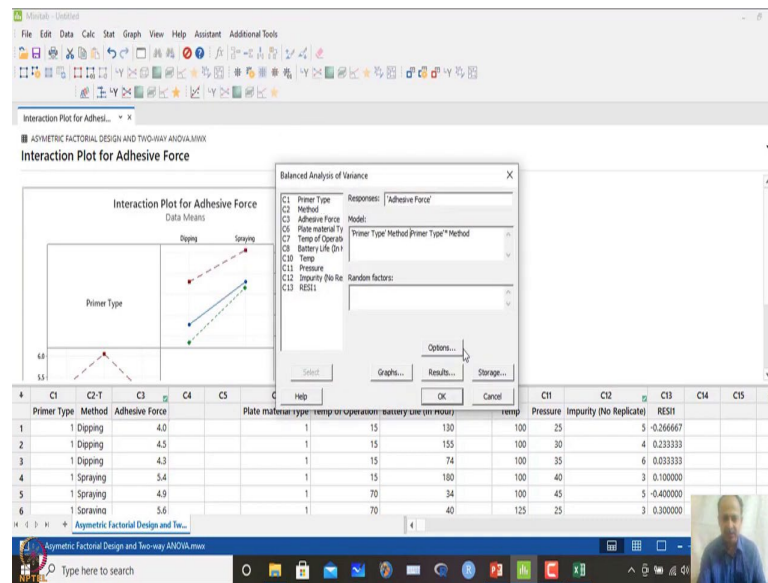 Minitab - Untitled
File Edit Data Calc Stat Graph View Help Assistant Additional Tools
Interaction Plot for Adhesi...
ASYMETRIC FACTORIAL DESIGN AND TWO-WAY ANOVA.MWX
Interaction Plot for Adhesive Force
Interaction Plot for Adhesive Force
Data Means
Dipping Spraying
Primer Type
6.0
5.5
Balanced Analysis of Variance
C1 Primer Type
C2 Method
C3 Adhesive Force
C6 Plate material Ty
C7 Temp of Operati
C8 Battery Life (In H
C10 Temp
C11 Pressure
C12 Impurity (No Re
C13 RESI1
Responses: 'Adhesive Force'
Model:
'Primer Type' Method 'Primer Type'* Method
Random factors:
Options...
Select Graphs... Results... Storage...
Help OK Cancel
C1 C2-T C3 C4 C5 C11 C12 C13 C14 C15
Primer Type Method Adhesive Force Plate material Type Temp of Operation Battery Life (In Hour) Temp Pressure Impurity (No Replicate) RESI1
1 1 Dipping 4.0 1 15 130 100 25 5 -0.266667
2 1 Dipping 4.5 1 15 155 100 30 4 0.233333
3 1 Dipping 4.3 1 15 74 100 35 6 0.033333
4 1 Spraying 5.4 1 15 180 100 40 3 0.100000
5 1 Spraying 4.9 1 70 34 100 45 5 -0.400000
6 1 Spraying 5.6 1 70 40 125 25 3 0.300000
Asymetric Factorial Design and Tw...
Asymetric Factorial Design and Two-way ANOVA.mwx
Type here to search
NPTEL